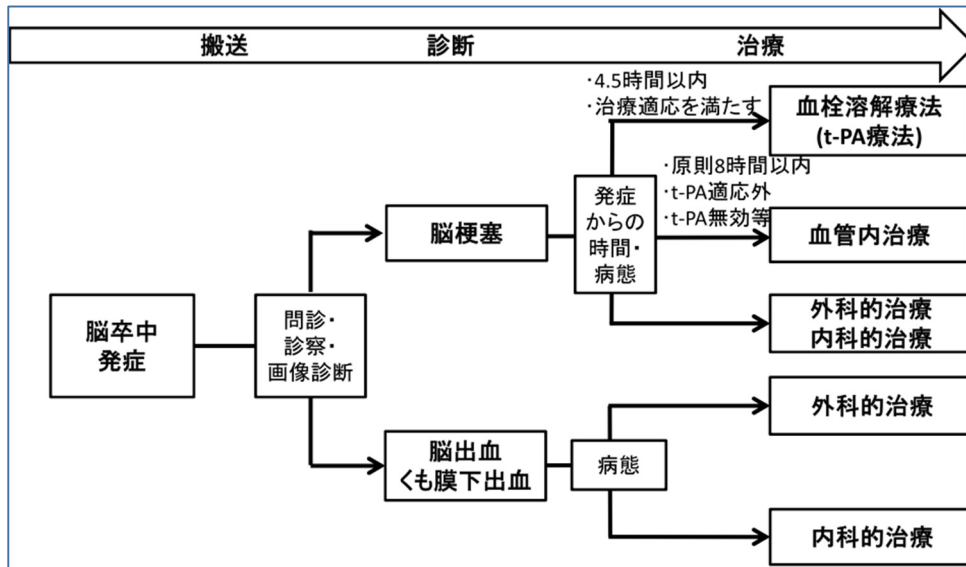 搬送
診断
治療
・4.5時間以内
・治療適応を満たす
血栓溶解療法
(t-PA療法)
・原則8時間以内
・t-PA適応外
・t-PA無効等
発症
からの
時間・
病態
脳梗塞
血管内治療
脳卒中
発症
問診・
診察・
画像診断
外科的治療
内科的治療
外科的治療
脳出血
くも膜下出血
病態
内科的治療